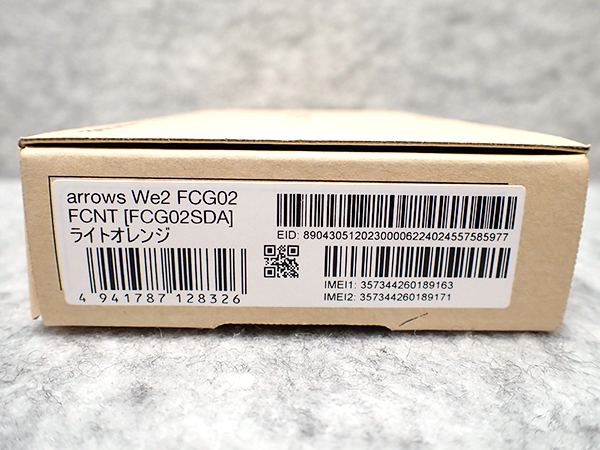 arrows We2 FCG02
FCNT [FCG02SDA]
ライトオレンジ
4 941787 128326
EID: 89043051202300006224024557585977
IMEI1: 357344260189163
IMEI2: 357344260189171